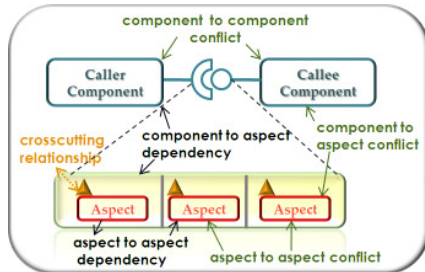 component to component
conflict
Caller
Component
Callee
Component
crosscutting
relationship
component to aspect
dependency
component to
aspect conflict
Aspect
Aspect
Aspect
aspect to aspect
dependency
aspect to aspect conflict